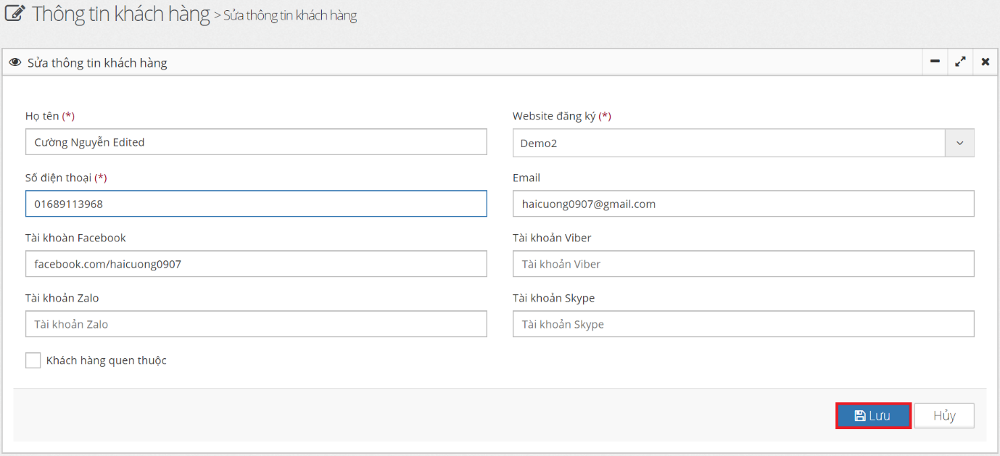 Thông tin khách hàng > Sửa thông tin khách hàng
Sửa thông tin khách hàng
Họ tên (*)
Website đăng ký (*)
Cường Nguyễn Edited
Demo2
Số điện thoại (*)
Email
01689113968
haicuong0907@gmail.com
Tài khoàn Facebook
Tài khoản Viber
facebook.com/haicuong0907
Tài khoản Viber
Tài khoản Zalo
Tài khoản Skype
Tài khoản Zalo
Tài khoản Skype
Khách hàng quen thuộc
Lưu
Hủy